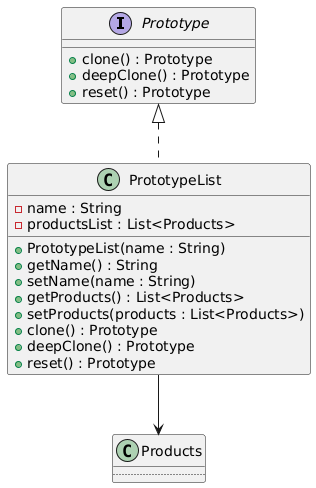 I Prototype
clone() : Prototype
deepClone() : Prototype
reset() : Prototype
C PrototypeList
name : String
productsList : List<Products>
PrototypeList(name : String)
getName() : String
setName(name : String)
getProducts() : List<Products>
setProducts(products : List<Products>)
clone() : Prototype
deepClone() : Prototype
reset() : Prototype
C Products